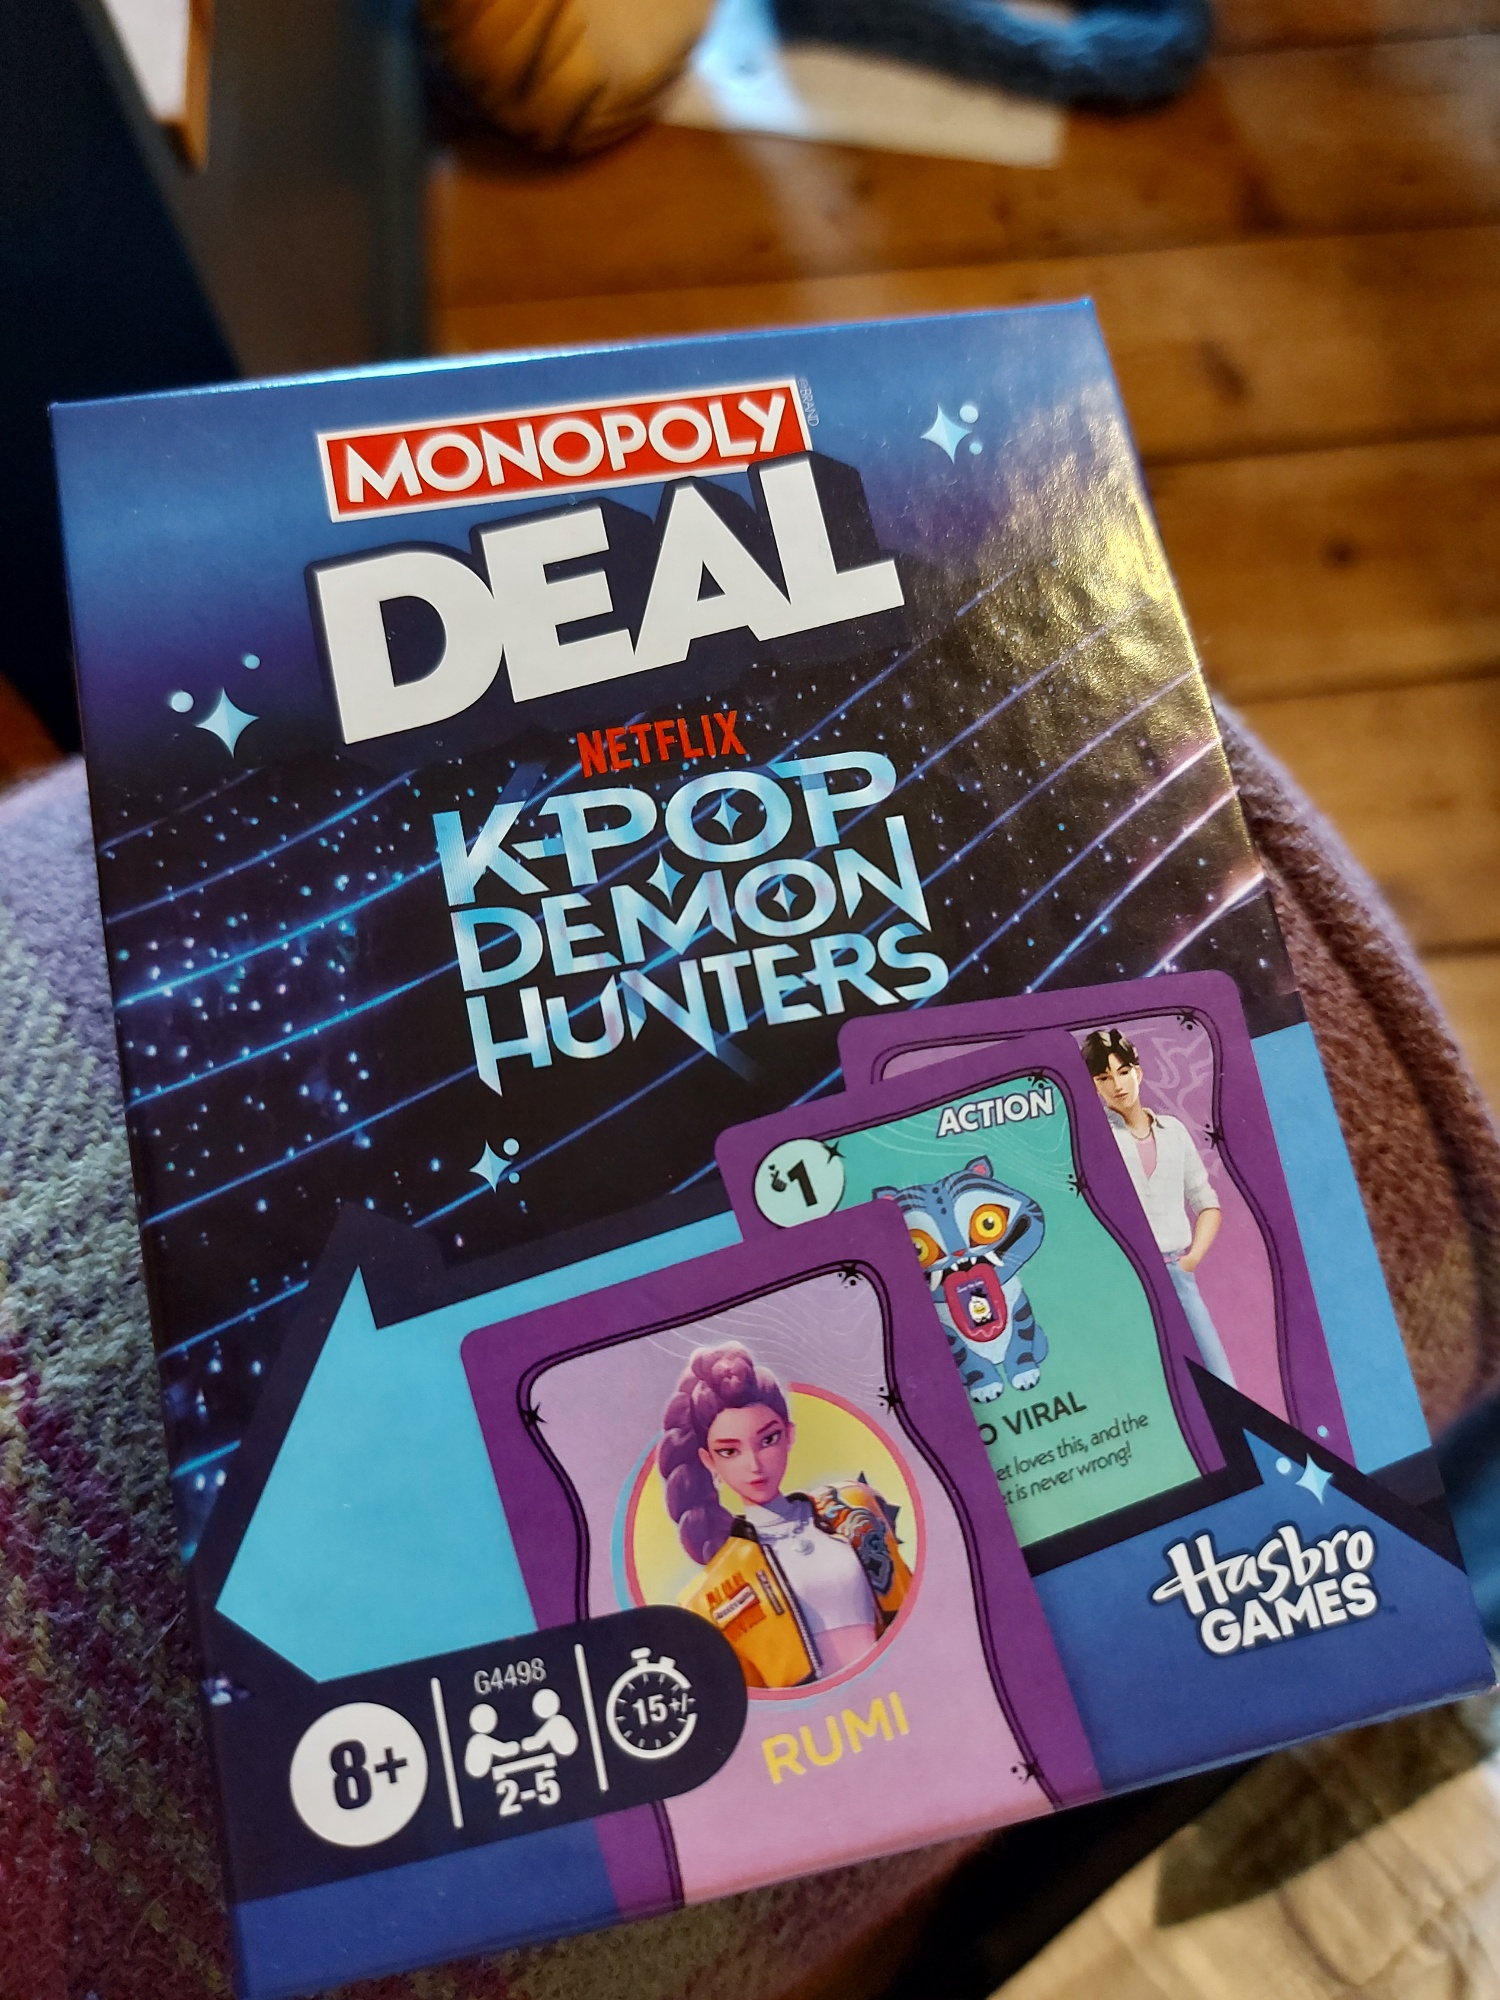 MONOPOLY
DEAL
NETFLIX
K-POP
DEMON
HUNTERS
ACTION
1
VIRAL
loves this, and the
is never wrong!
RUMI
8+
G4498
2-5
15+/-
Hasbro
GAMES